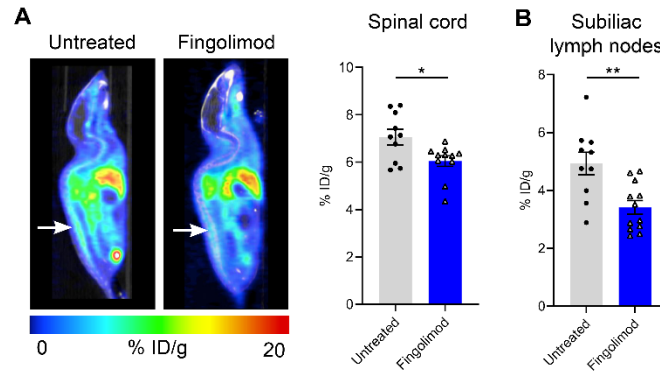 A
Untreated
Fingolimod
0
% ID/g
20
Spinal cord
*
% ID/g
10
8
6
4
2
0
Untreated
Fingolimod
B
Subiliac
lymph nodes
**
% ID/g
8
6
4
2
0
Untreated
Fingolimod